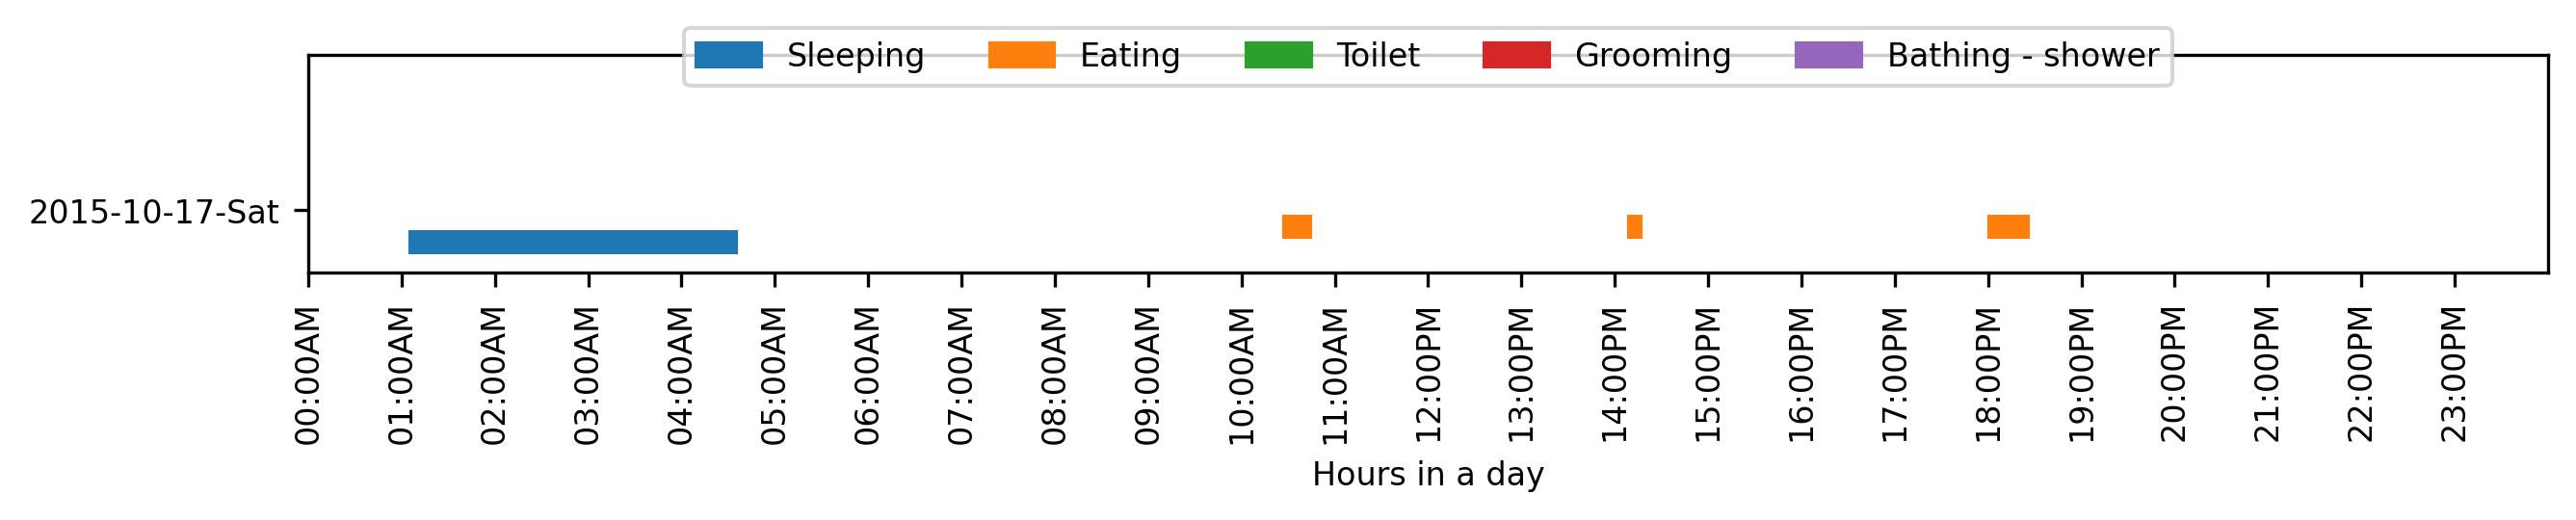 Sleeping Eating Toilet Grooming Bathing - shower
2015-10-17-Sat
00:00AM
01:00AM
02:00AM
03:00AM
04:00AM
05:00AM
06:00AM
07:00AM
08:00AM
09:00AM
10:00AM
11:00AM
12:00PM
13:00PM
14:00PM
15:00PM
16:00PM
17:00PM
18:00PM
19:00PM
20:00PM
21:00PM
22:00PM
23:00PM
Hours in a day